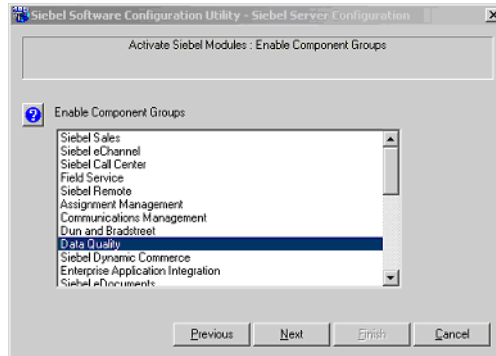 Siebel Software Configuration Utility - Siebel Server Configuration
Activate Siebel Modules : Enable Component Groups
Enable Component Groups
Siebel Sales
Siebel eChannel
Siebel Call Center
Field Service
Siebel Remote
Assignment Management
Communications Management
Dun and Bradstreet
Data Quality
Siebel Dynamic Commerce
Enterprise Application Integration
Siebel eDocuments
Previous Next Finish Cancel